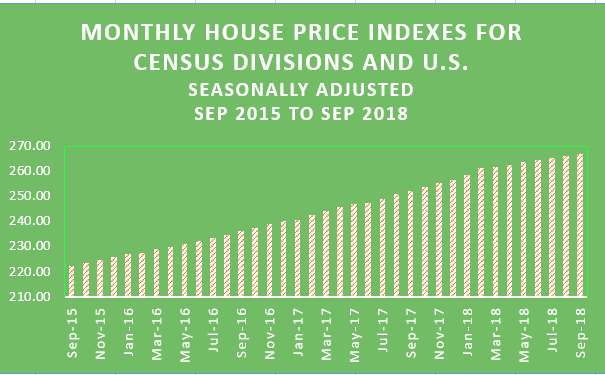 MONTHLY HOUSE PRICE INDEXES FOR
CENSUS DIVISIONS AND U.S.
SEASONALLY ADJUSTED
SEP 2015 TO SEP 2018
270.00
260.00
250.00
240.00
230.00
220.00
210.00
Sep-15
Nov-15
Jan-16
Mar-16
May-16
Jul-16
Sep-16
Nov-16
Jan-17
Mar-17
May-17
Jul-17
Sep-17
Nov-17
Jan-18
Mar-18
May-18
Jul-18
Sep-18